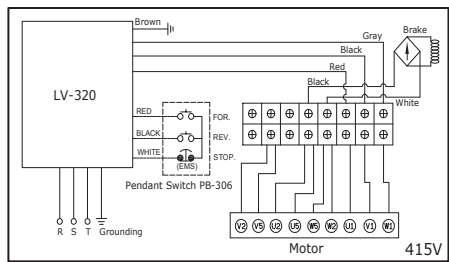 Brown
Gray
Brake
Black
Red
Black
White
LV-320
RED
FOR.
BLACK
REV.
WHITE
STOP.
(EMS)
Pendant Switch PB-306
R S T Grounding
V2 V5 U2 U5 W5 W2 U1 V1 W1
Motor
415V